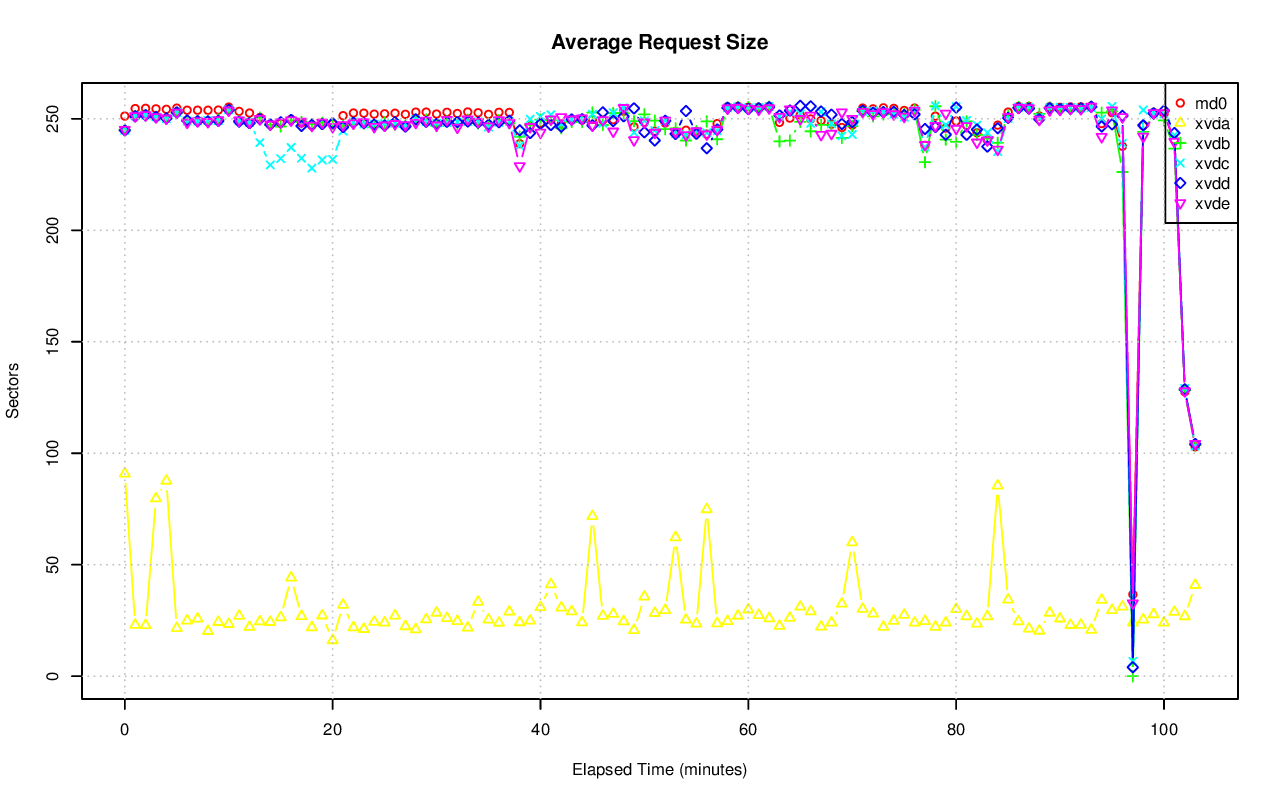 Average Request Size
Sectors
250
200
150
100
50
0
md0
xvda
xvdb
xvdc
xvdd
xvde
0 20 40 60 80 100
Elapsed Time (minutes)